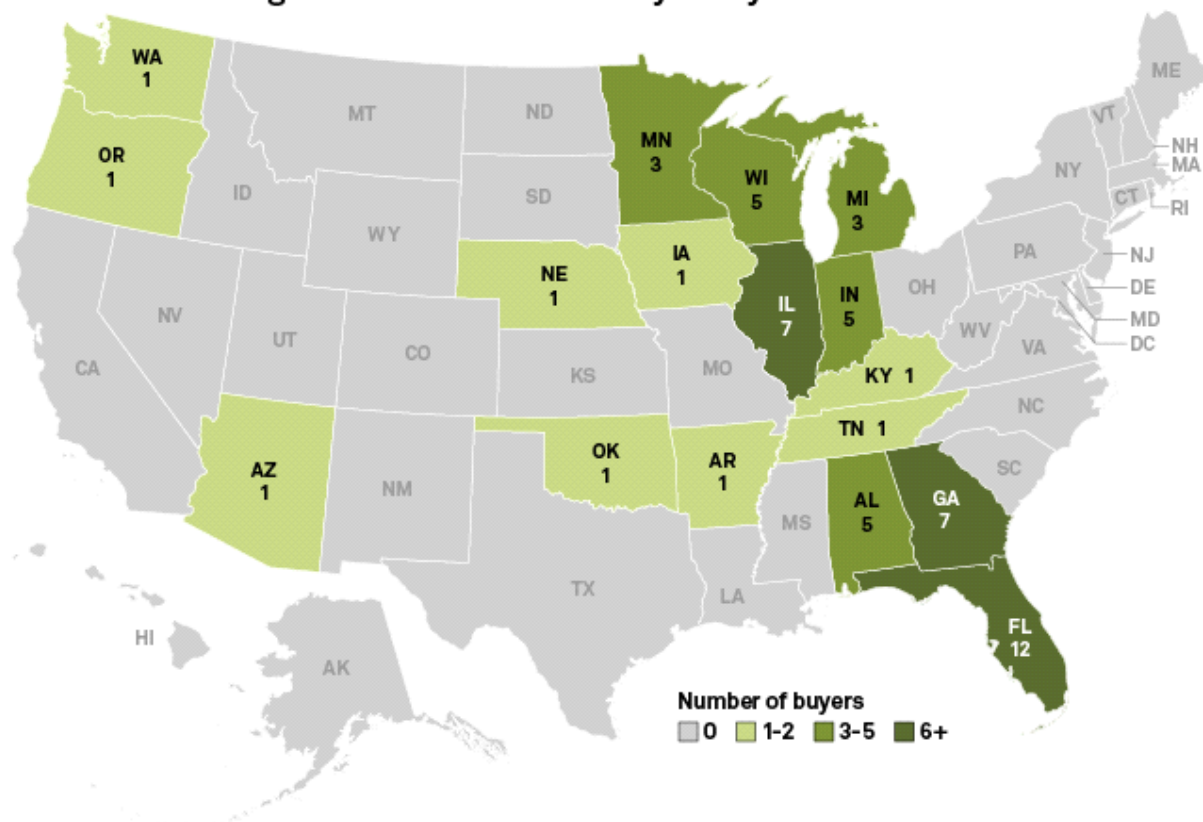 WA
1
OR
1
MT
ID
WY
ND
SD
MN
3
WI
5
MI
3
ME
VT
NH
MA
NY
CT
RI
NV
UT
CA
CO
NE
1
IA
1
KS
MO
IL
7
IN
5
OH
PA
NJ
DE
MD
DC
WV
VA
KY 1
NC
TN 1
SC
AZ
1
NM
OK
1
AR
1
TX
LA
MS
AL
5
GA
7
FL
12
HI
AK
Number of buyers
0 1-2 3-5 6+